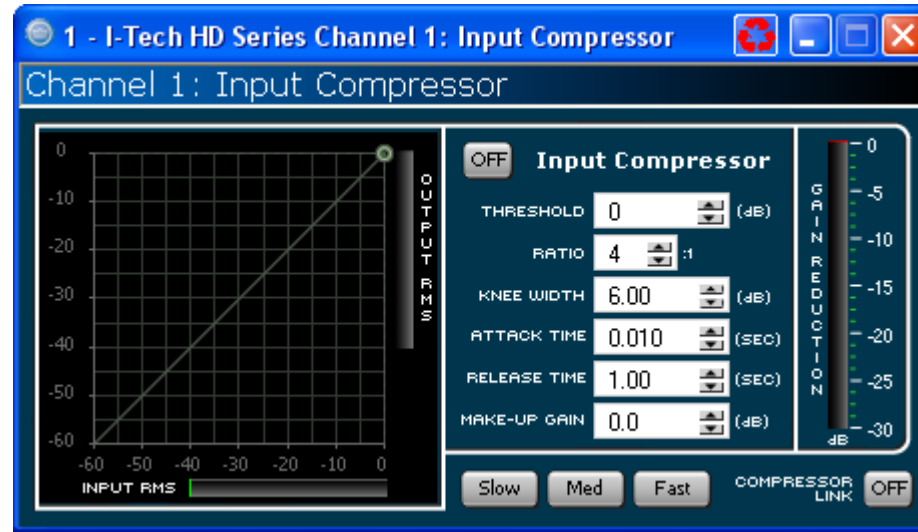 1 - I-Tech HD Series Channel 1: Input Compressor
Channel 1: Input Compressor
0
-10
-20
-30
-40
-50
-60
-60 -50 -40 -30 -20 -10 0
INPUT RMS
OUTPUT RMS
OFF Input Compressor
THRESHOLD 0 (dB)
RATIO 4 :1
KNEE WIDTH 6.00 (dB)
ATTACK TIME 0.010 (SEC)
RELEASE TIME 1.00 (SEC)
MAKE-UP GAIN 0.0 (dB)
GAIN REDUCTION
0
-5
-10
-15
-20
-25
-30
dB
Slow Med Fast
COMPRESSOR
LINK OFF